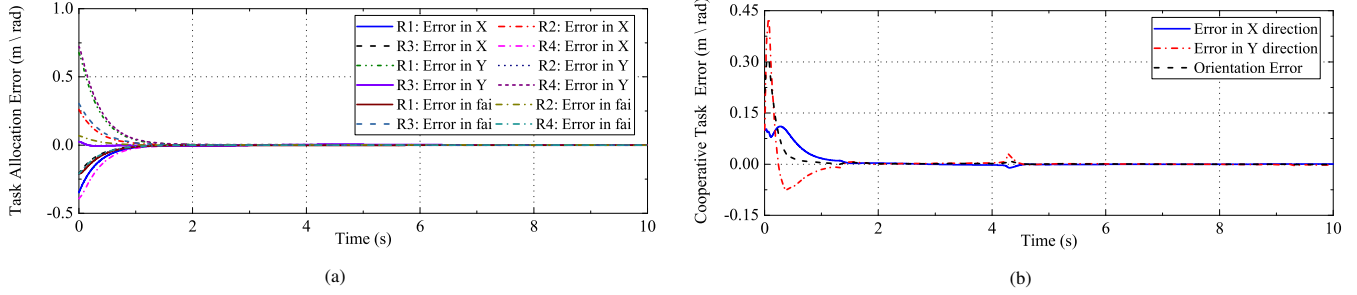 Task Allocation Error (m \ rad)
1.0
0.5
0.0
-0.5
R1: Error in X
R2: Error in X
R3: Error in X
R4: Error in X
R1: Error in Y
R2: Error in Y
R3: Error in Y
R4: Error in Y
R1: Error in fai
R2: Error in fai
R3: Error in fai
R4: Error in fai
0
2
4
6
8
10
Time (s)
(a)
Cooperative Task Error (m \ rad)
0.45
0.30
0.15
0.00
-0.15
Error in X direction
Error in Y direction
Orientation Error
0
2
4
6
8
10
Time (s)
(b)